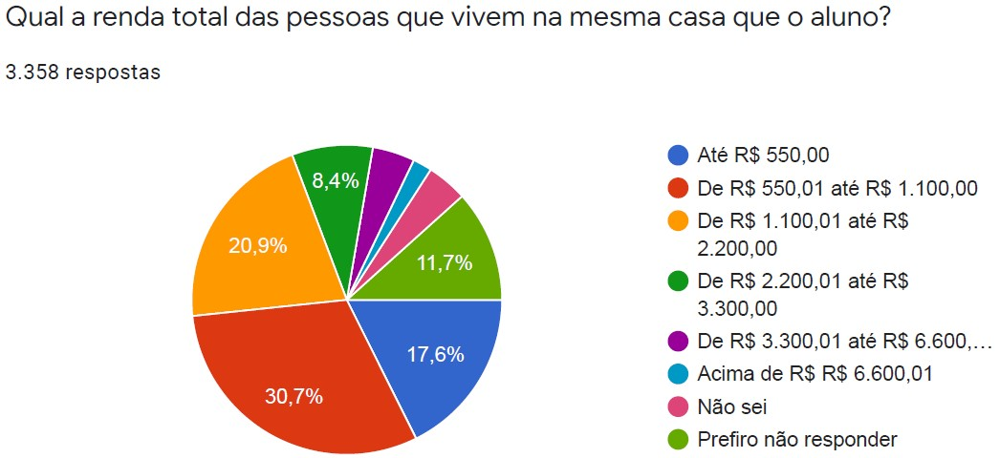 Qual a renda total das pessoas que vivem na mesma casa que o aluno?
3.358 respostas
8,4%
20,9%
11,7%
17,6%
30,7%
Até R$ 550,00
De R$ 550,01 até R$ 1.100,00
De R$ 1.100,01 até R$
2.200,00
De R$ 2.200,01 até R$
3.300,00
De R$ 3.300,01 até R$ 6.600,…
Acima de R$ R$ 6.600,01
Não sei
Prefiro não responder